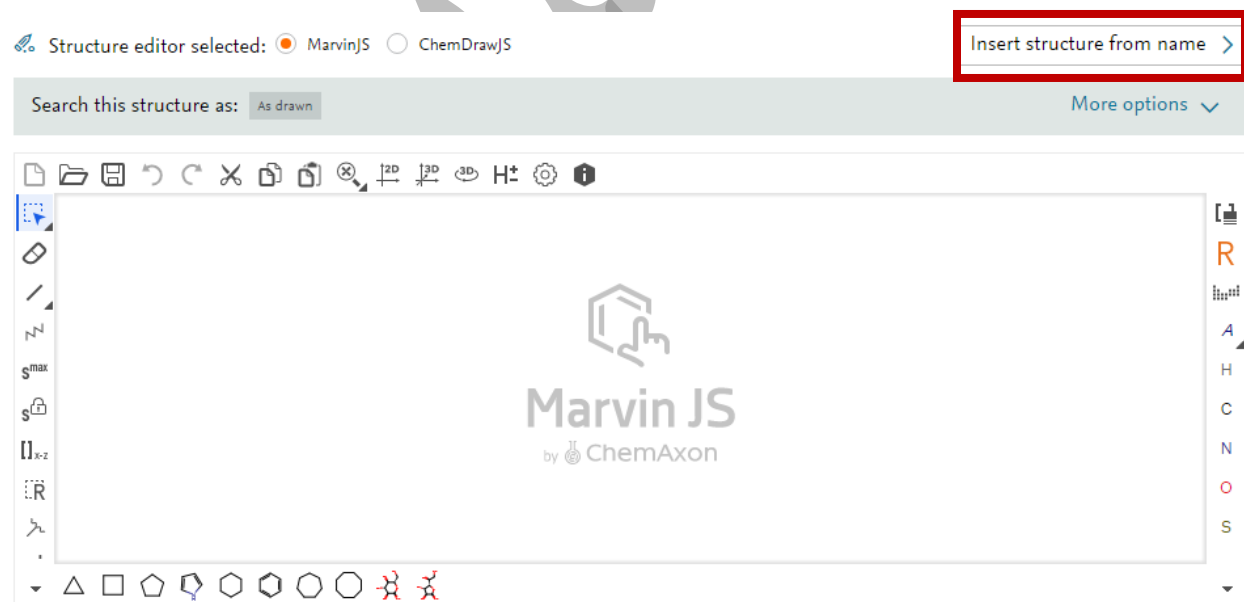 Structure editor selected: MarvinJS ChemDrawJS
Insert structure from name
Search this structure as: As drawn
More options
2D 3D 3D H±
R
A
Smax
H
S
C
[]x-z
N
R
O
S
Marvin JS
by ChemAxon